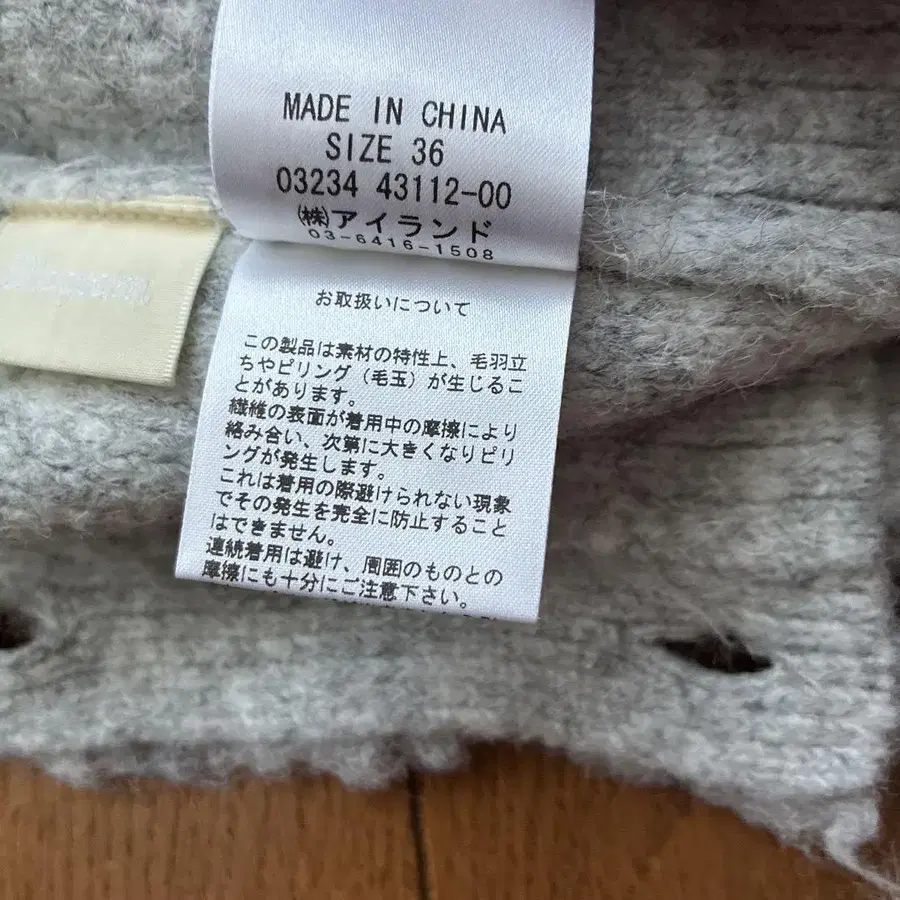 MADE IN CHINA
SIZE 36
03234 43112-00
㈱アイランド
03-6416-1508
お取扱いについて
この製品は素材の特性上、毛羽立
ちやピリング（毛玉）が生じるこ
とがあります。
繊維の表面が着用中の摩擦により
絡み合い、次第に大きくなりピリ
ングが発生します。
これは着用の際避けられない現象
でその発生を完全に防止すること
はできません。
連続着用は避け、周囲のものとの
摩擦にも十分にご注意下さい。